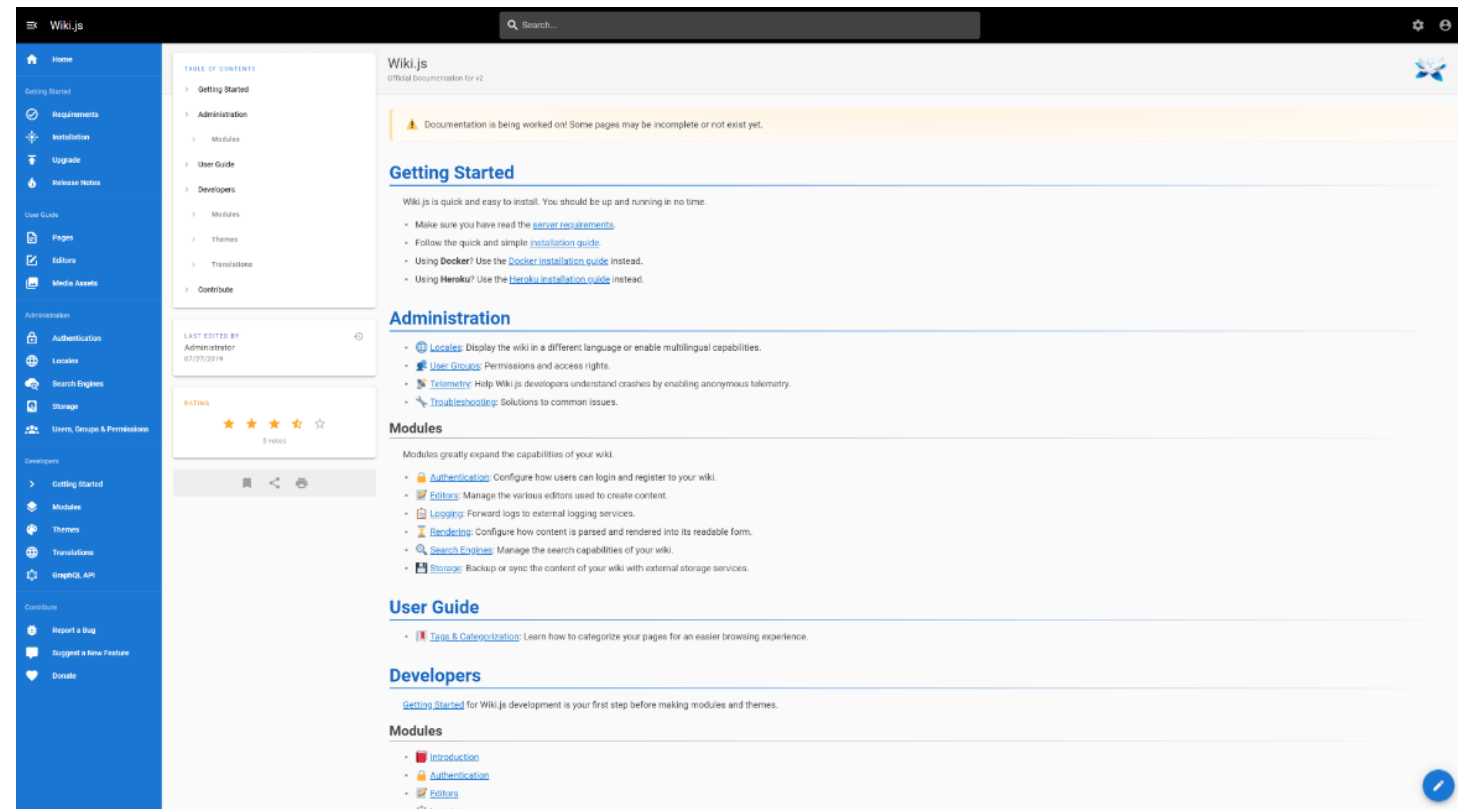 Wiki.js
Search...
Home
Getting Started
Requirements
Installation
Upgrade
Release Notes
User Guide
Pages
Editors
Media Assets
Administration
Authentication
Locales
Search Engines
Storage
Users, Groups & Permissions
Developers
Getting Started
Modules
Themes
Translations
GraphQL API
Contribute
Report a Bug
Suggest a New Feature
Donate
TABLE OF CONTENTS
Getting Started
Administration
Modules
User Guide
Developers
Modules
Themes
Translations
Contribute
LAST EDITED BY
Administrator
07/27/2019
RATING
5 votes
Wiki.js
Official Documentation for v2
Documentation is being worked on! Some pages may be incomplete or not exist yet.
Getting Started
Wiki.js is quick and easy to install. You should be up and running in no time.
Make sure you have read the server requirements.
Follow the quick and simple installation guide.
Using Docker? Use the Docker installation guide instead.
Using Heroku? Use the Heroku installation guide instead.
Administration
Locales: Display the wiki in a different language or enable multilingual capabilities.
User Groups: Permissions and access rights.
Telemetry: Help Wiki.js developers understand crashes by enabling anonymous telemetry.
Troubleshooting: Solutions to common issues.
Modules
Modules greatly expand the capabilities of your wiki.
Authentication: Configure how users can login and register to your wiki.
Editors: Manage the various editors used to create content.
Logging: Forward logs to external logging services.
Rendering: Configure how content is parsed and rendered into its readable form.
Search Engines: Manage the search capabilities of your wiki.
Storage: Backup or sync the content of your wiki with external storage services.
User Guide
Tags & Categorization: Learn how to categorize your pages for an easier browsing experience.
Developers
Getting Started for Wiki.js development is your first step before making modules and themes.
Modules
Introduction
Authentication
Editors